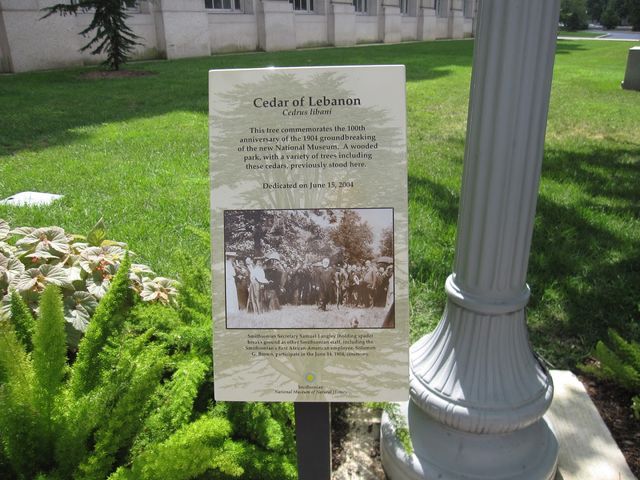 Cedar of Lebanon
Cedrus libani
This tree commemorates the 100th
anniversary of the 1904 groundbreaking
of the new National Museum. A wooded
park, with a variety of trees including
these cedars, previously stood here.
Dedicated on June 15, 2004
Smithsonian Secretary Samuel Langley (holding spade)
breaks ground as other Smithsonian staff, including the
Smithsonian's first African-American employee, Solomon
G. Brown, participate in the June 14, 1904, ceremony.
Smithsonian
National Museum of Natural History